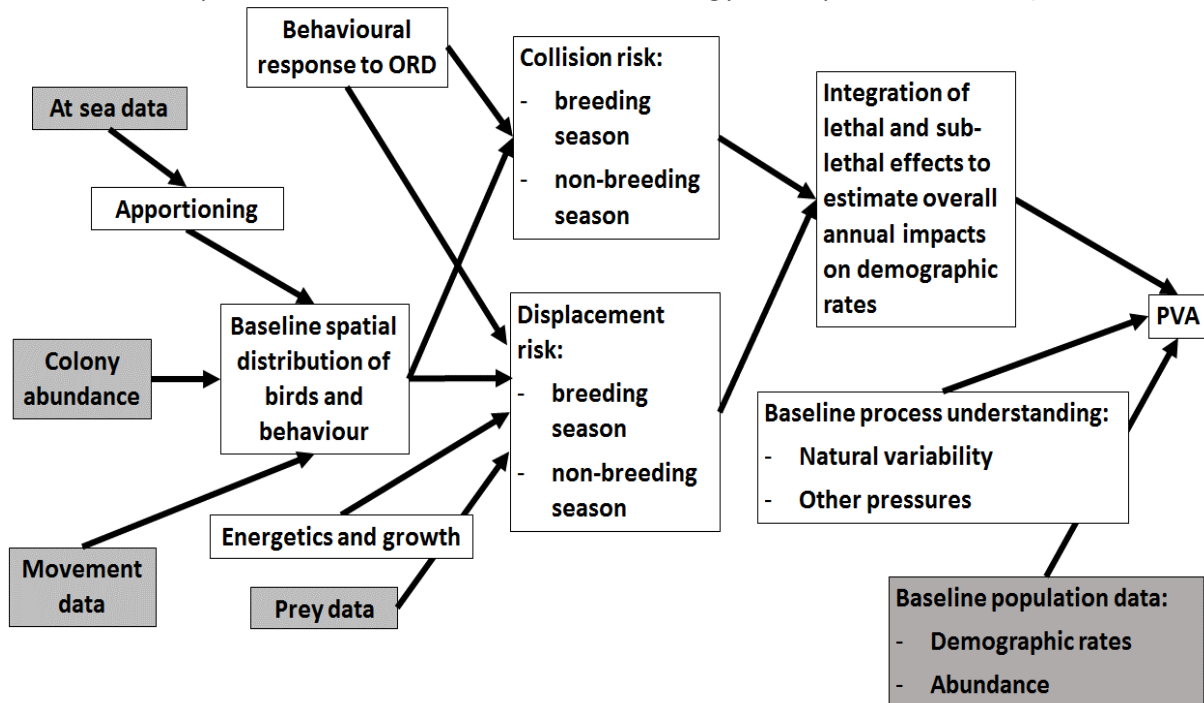 Behavioural
response to ORD
Collision risk:
- breeding
season
- non-breeding
season
Integration of
lethal and sub-
lethal effects to
estimate overall
annual impacts
on demographic
rates
At sea data
Apportioning
Baseline spatial
distribution of
birds and
behaviour
Colony
abundance
Displacement
risk:
- breeding
season
- non-breeding
season
PVA
Baseline process understanding:
- Natural variability
- Other pressures
Energetics and growth
Movement
data
Prey data
Baseline population data:
- Demographic rates
- Abundance